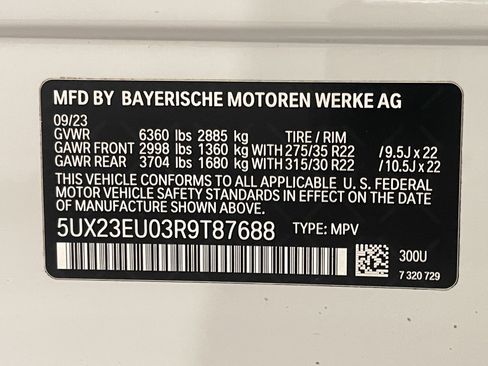 MFD BY BAYERISCHE MOTOREN WERKE AG
09/23
GVWR 6360 lbs 2885 kg TIRE / RIM
GAWR FRONT 2998 lbs 1360 kg WITH 275/35 R22 / 9.5J x 22
GAWR REAR 3704 lbs 1680 kg WITH 315/30 R22 / 10.5J x 22
THIS VEHICLE CONFORMS TO ALL APPLICABLE U. S. FEDERAL
MOTOR VEHICLE SAFETY STANDARDS IN EFFECT ON THE DATE
OF MANUFACTURE SHOWN ABOVE.
5UX23EU03R9T87688 TYPE: MPV
300U
7 320 729